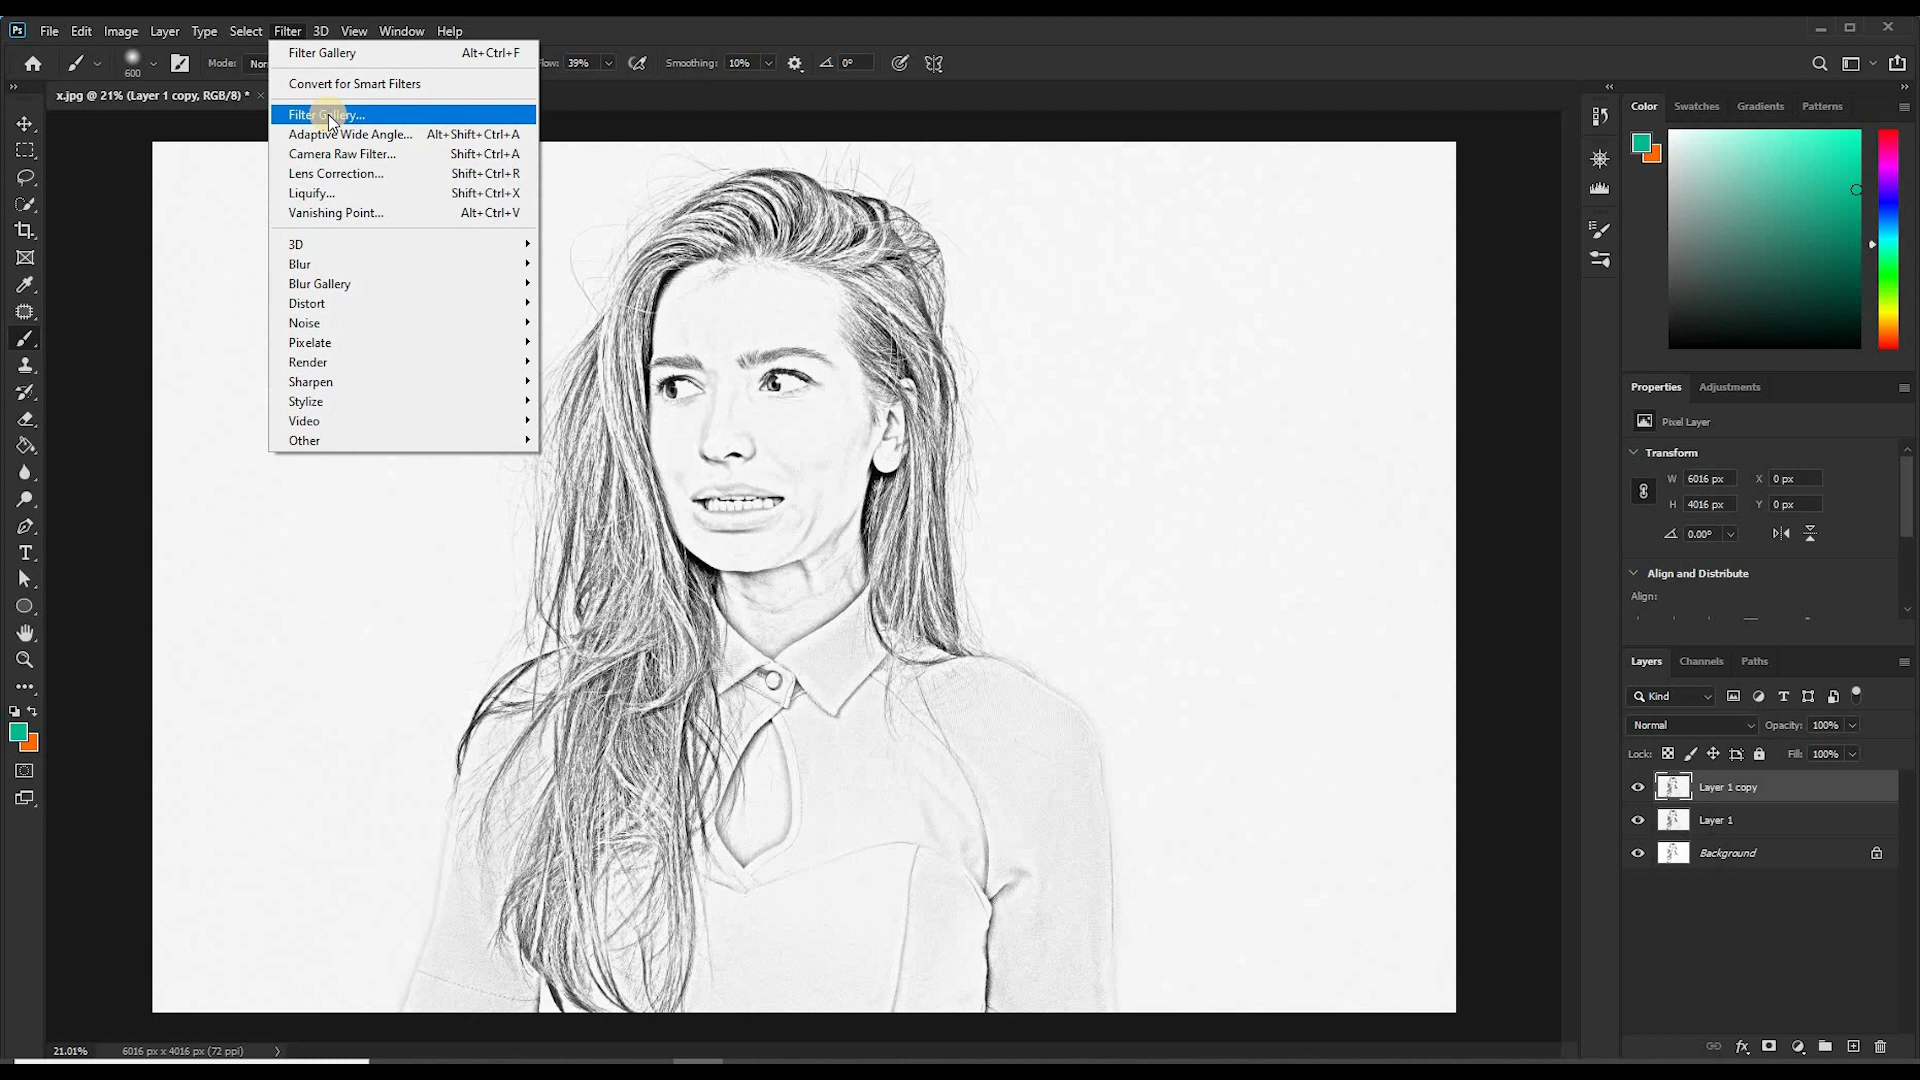 Ps File Edit Image Layer Type Select Filter 3D View Window Help
600 Mode: Flow: 39% Smoothing: 10% 0°
x.jpg @ 21% (Layer 1 copy, RGB/8) *
Filter Gallery Alt+Ctrl+F
Convert for Smart Filters
Filter Gallery...
Adaptive Wide Angle... Alt+Shift+Ctrl+A
Camera Raw Filter... Shift+Ctrl+A
Lens Correction... Shift+Ctrl+R
Liquify... Shift+Ctrl+X
Vanishing Point... Alt+Ctrl+V
3D
Blur
Blur Gallery
Distort
Noise
Pixelate
Render
Sharpen
Stylize
Video
Other
Color Swatches Gradients Patterns
Properties Adjustments
Pixel Layer
Transform
W 6016 px X 0 px
H 4016 px Y 0 px
0.00°
Align and Distribute
Align:
Layers Channels Paths
Kind
Normal Opacity: 100%
Lock: Fill: 100%
Layer 1 copy
Layer 1
Background
fx
21.01% 6016 px x 4016 px (72 ppi)